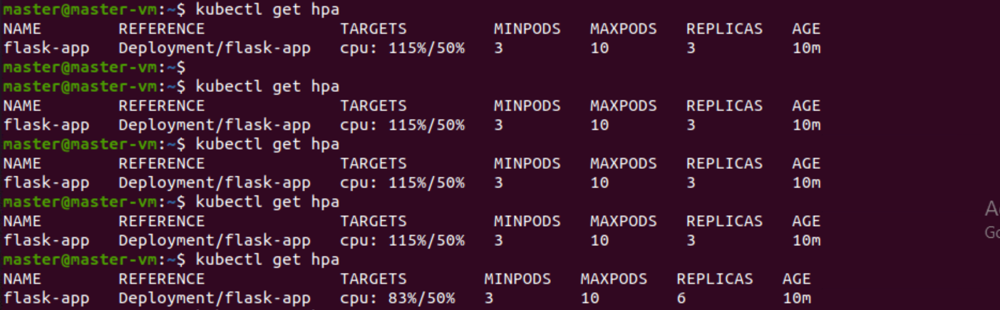 master@master-vm:~$ kubectl get hpa
NAME REFERENCE TARGETS MINPODS MAXPODS REPLICAS AGE
flask-app Deployment/flask-app cpu: 115%/50% 3 10 3 10m
master@master-vm:~$
master@master-vm:~$ kubectl get hpa
NAME REFERENCE TARGETS MINPODS MAXPODS REPLICAS AGE
flask-app Deployment/flask-app cpu: 115%/50% 3 10 3 10m
master@master-vm:~$ kubectl get hpa
NAME REFERENCE TARGETS MINPODS MAXPODS REPLICAS AGE
flask-app Deployment/flask-app cpu: 115%/50% 3 10 3 10m
master@master-vm:~$ kubectl get hpa
NAME REFERENCE TARGETS MINPODS MAXPODS REPLICAS AGE
flask-app Deployment/flask-app cpu: 115%/50% 3 10 3 10m
master@master-vm:~$ kubectl get hpa
NAME REFERENCE TARGETS MINPODS MAXPODS REPLICAS AGE
flask-app Deployment/flask-app cpu: 83%/50% 3 10 6 10m